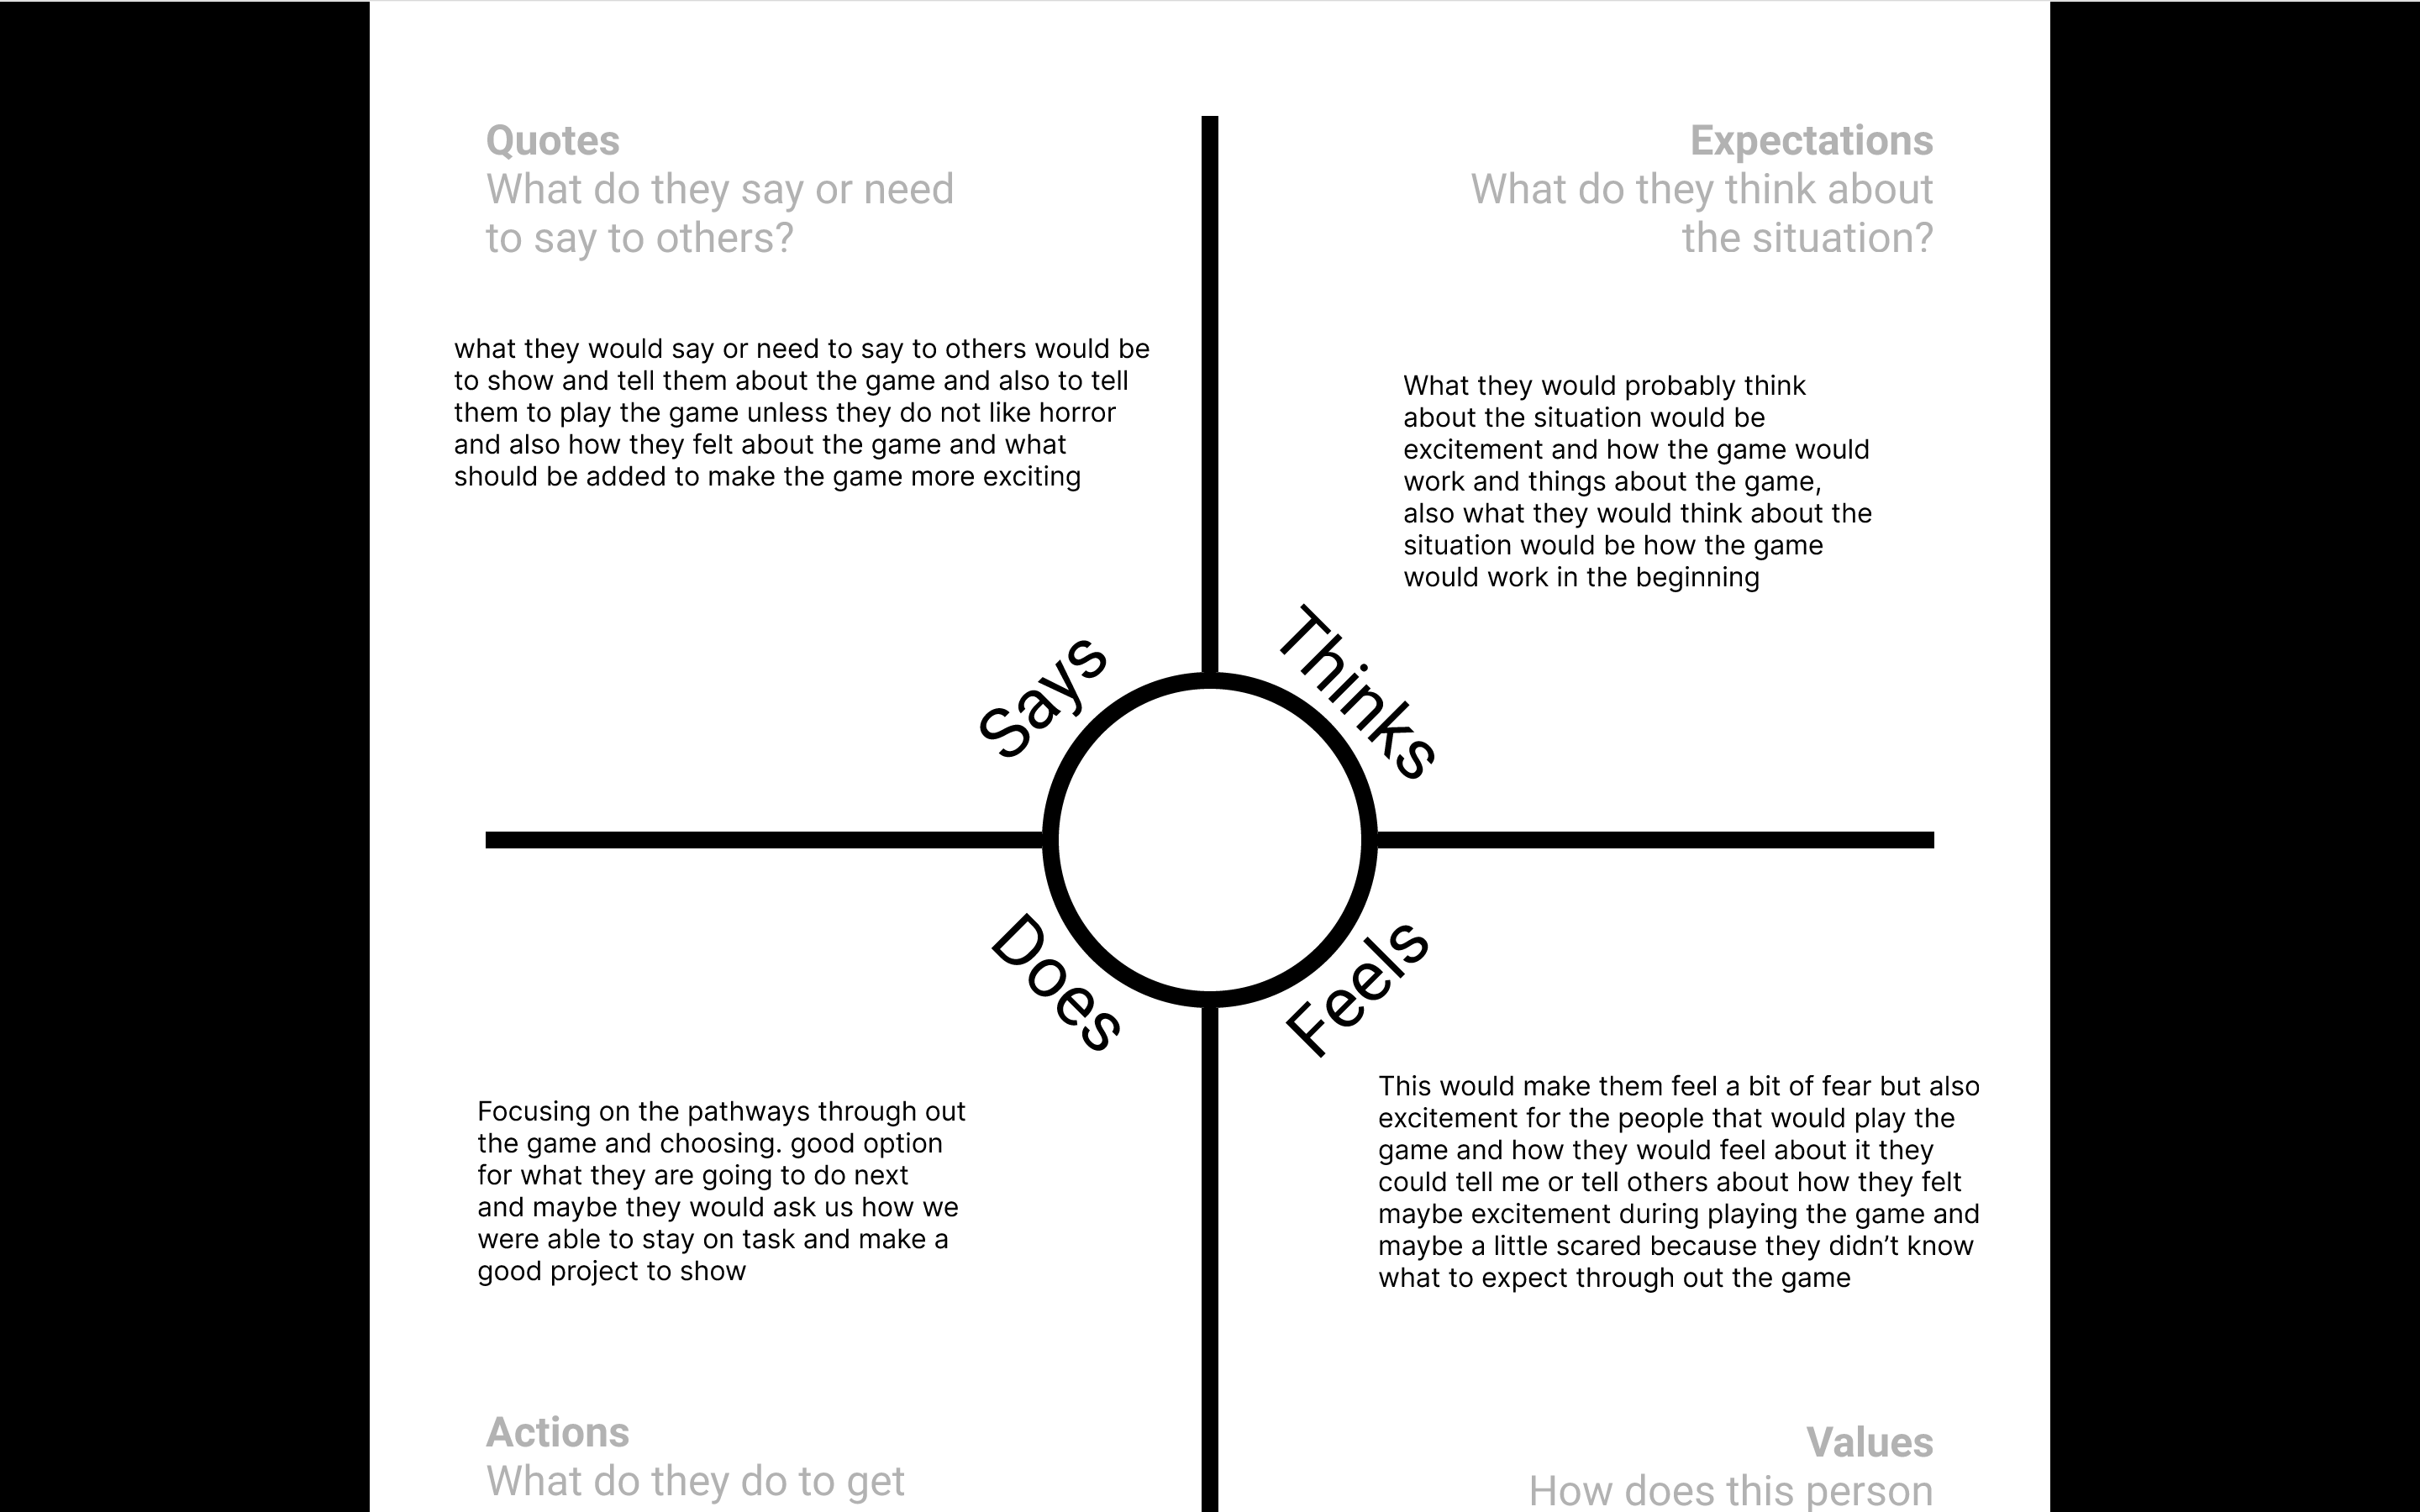 Quotes
What do they say or need
to say to others?
what they would say or need to say to others would be
to show and tell them about the game and also to tell
them to play the game unless they do not like horror
and also how they felt about the game and what
should be added to make the game more exciting
Says
Expectations
What do they think about
the situation?
What they would probably think
about the situation would be
excitement and how the game would
work and things about the game,
also what they would think about the
situation would be how the game
would work in the beginning
Thinks
Does
Focusing on the pathways through out
the game and choosing. good option
for what they are going to do next
and maybe they would ask us how we
were able to stay on task and make a
good project to show
Actions
What do they do to get
Feels
This would make them feel a bit of fear but also
excitement for the people that would play the
game and how they would feel about it they
could tell me or tell others about how they felt
maybe excitement during playing the game and
maybe a little scared because they didn’t know
what to expect through out the game
Values
How does this person